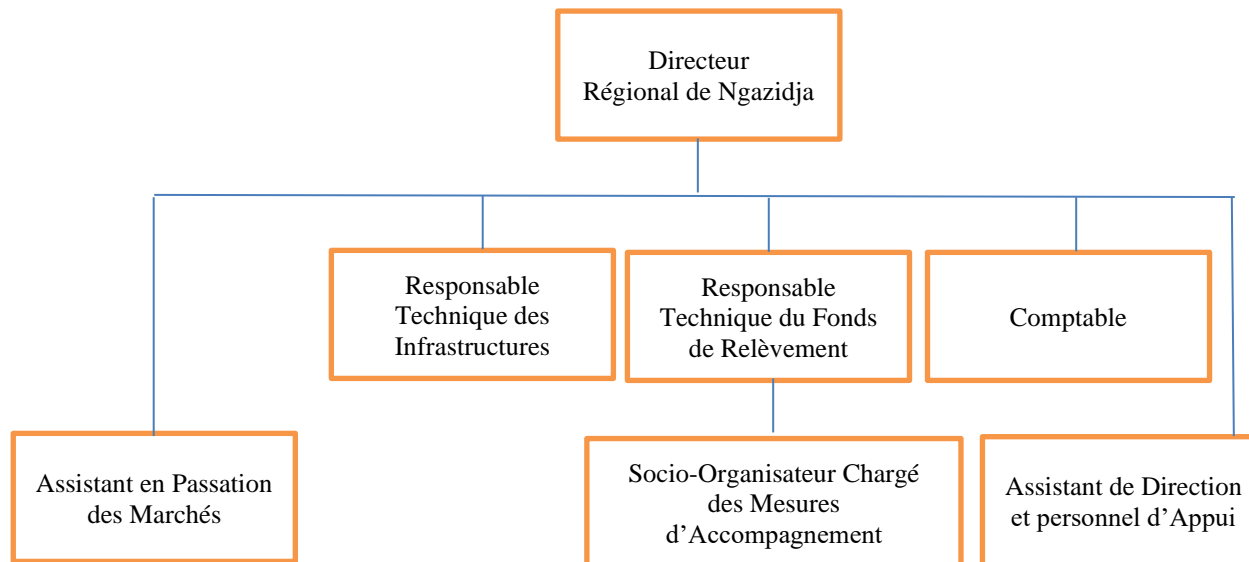 Directeur
Régional de Ngazidja
Responsable
Technique des
Infrastructures
Responsable
Technique du Fonds
de Relèvement
Comptable
Assistant en Passation
des Marchés
Socio-Organisateur Chargé
des Mesures
d’Accompagnement
Assistant de Direction
et personnel d’Appui